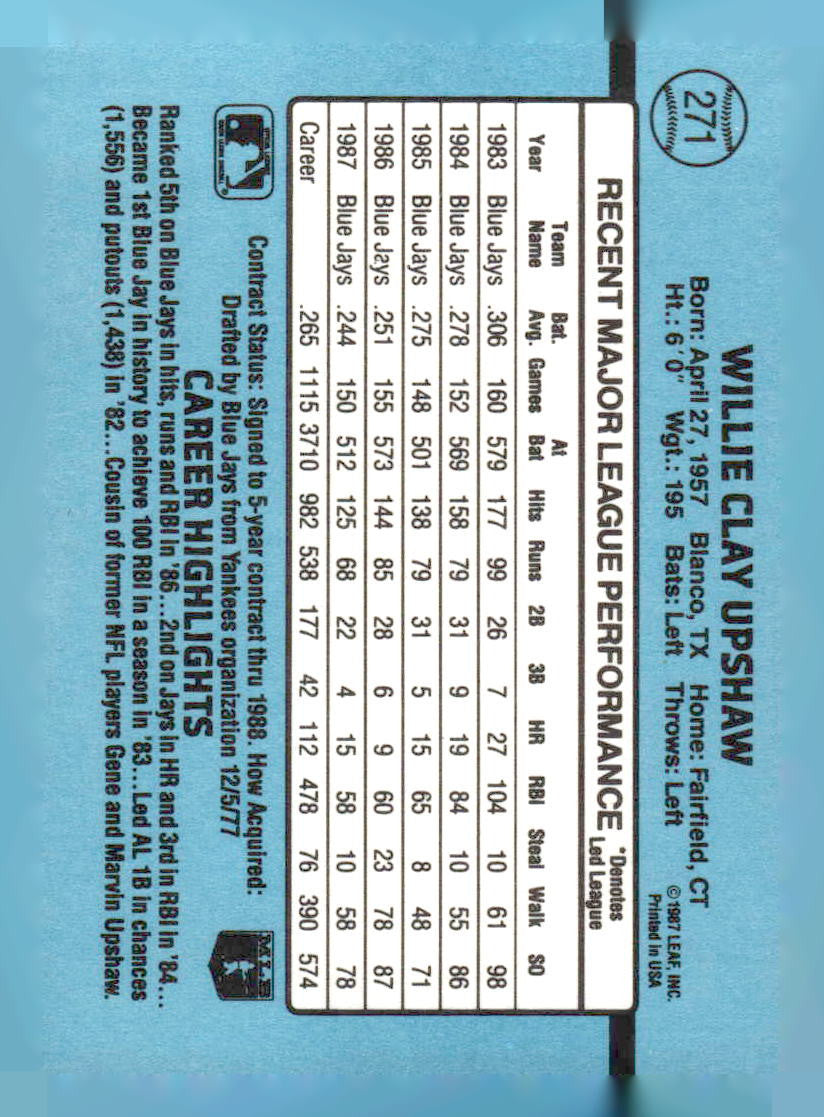 271
WILLIE CLAY UPSHAW
Born: April 27, 1957 Blanco, TX Home: Fairfield, CT
Ht.: 6'0" Wgt.: 195 Bats: Left Throws: Left
© 1987 LEAF, INC.
Printed in USA
RECENT MAJOR LEAGUE PERFORMANCE *Denotes Led League
Year Team Name Bat. Avg. Games At Bat Hits Runs 2B 3B HR RBI Steal Walk SO
1983 Blue Jays .306 160 579 177 99 26 7 27 104 10 61 98
1984 Blue Jays .278 152 569 158 79 31 9 19 84 10 55 86
1985 Blue Jays .275 148 501 138 79 31 5 15 65 8 48 71
1986 Blue Jays .251 155 573 144 85 28 6 9 60 23 78 87
1987 Blue Jays .244 150 512 125 68 22 4 15 58 10 58 78
Career .265 1115 3710 982 538 177 42 112 478 76 390 574
Contract Status: Signed to 5-year contract thru 1988. How Acquired:
Drafted by Blue Jays from Yankees organization 12/5/77
MLB
CAREER HIGHLIGHTS
Ranked 5th on Blue Jays in hits, runs and RBI in '86...2nd on Jays in HR and 3rd in RBI in '84...
Became 1st Blue Jay in history to achieve 100 RBI in a season in '83...Led AL 1B in chances
(1,556) and putouts (1,438) in '82...Cousin of former NFL players Gene and Marvin Upshaw.